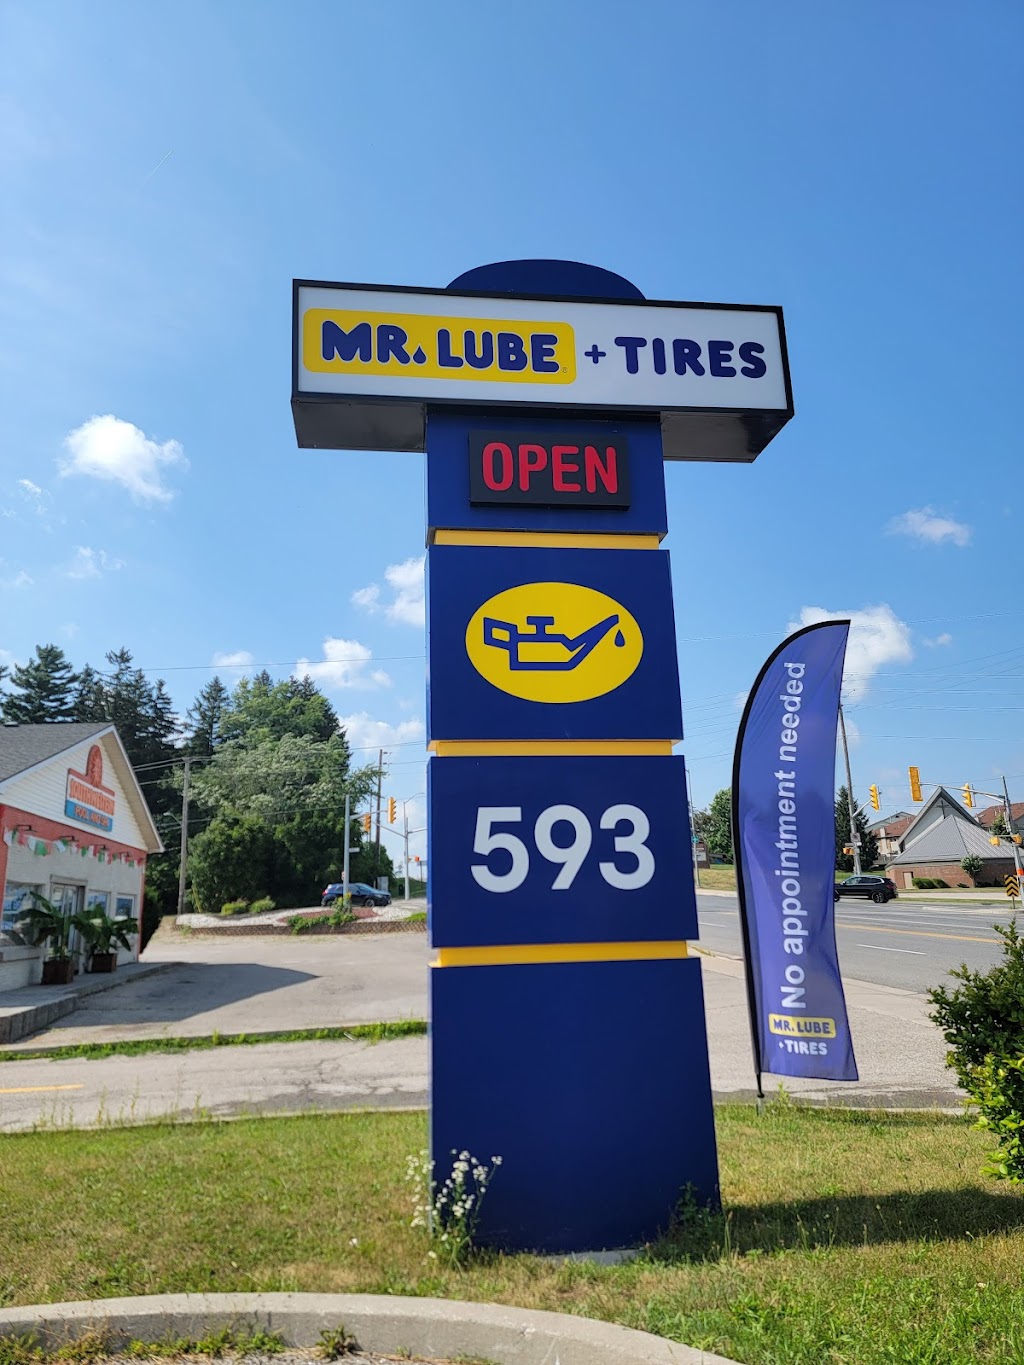 MR. LUBE + TIRES
OPEN
593
No appointment needed
MR. LUBE
+ TIRES